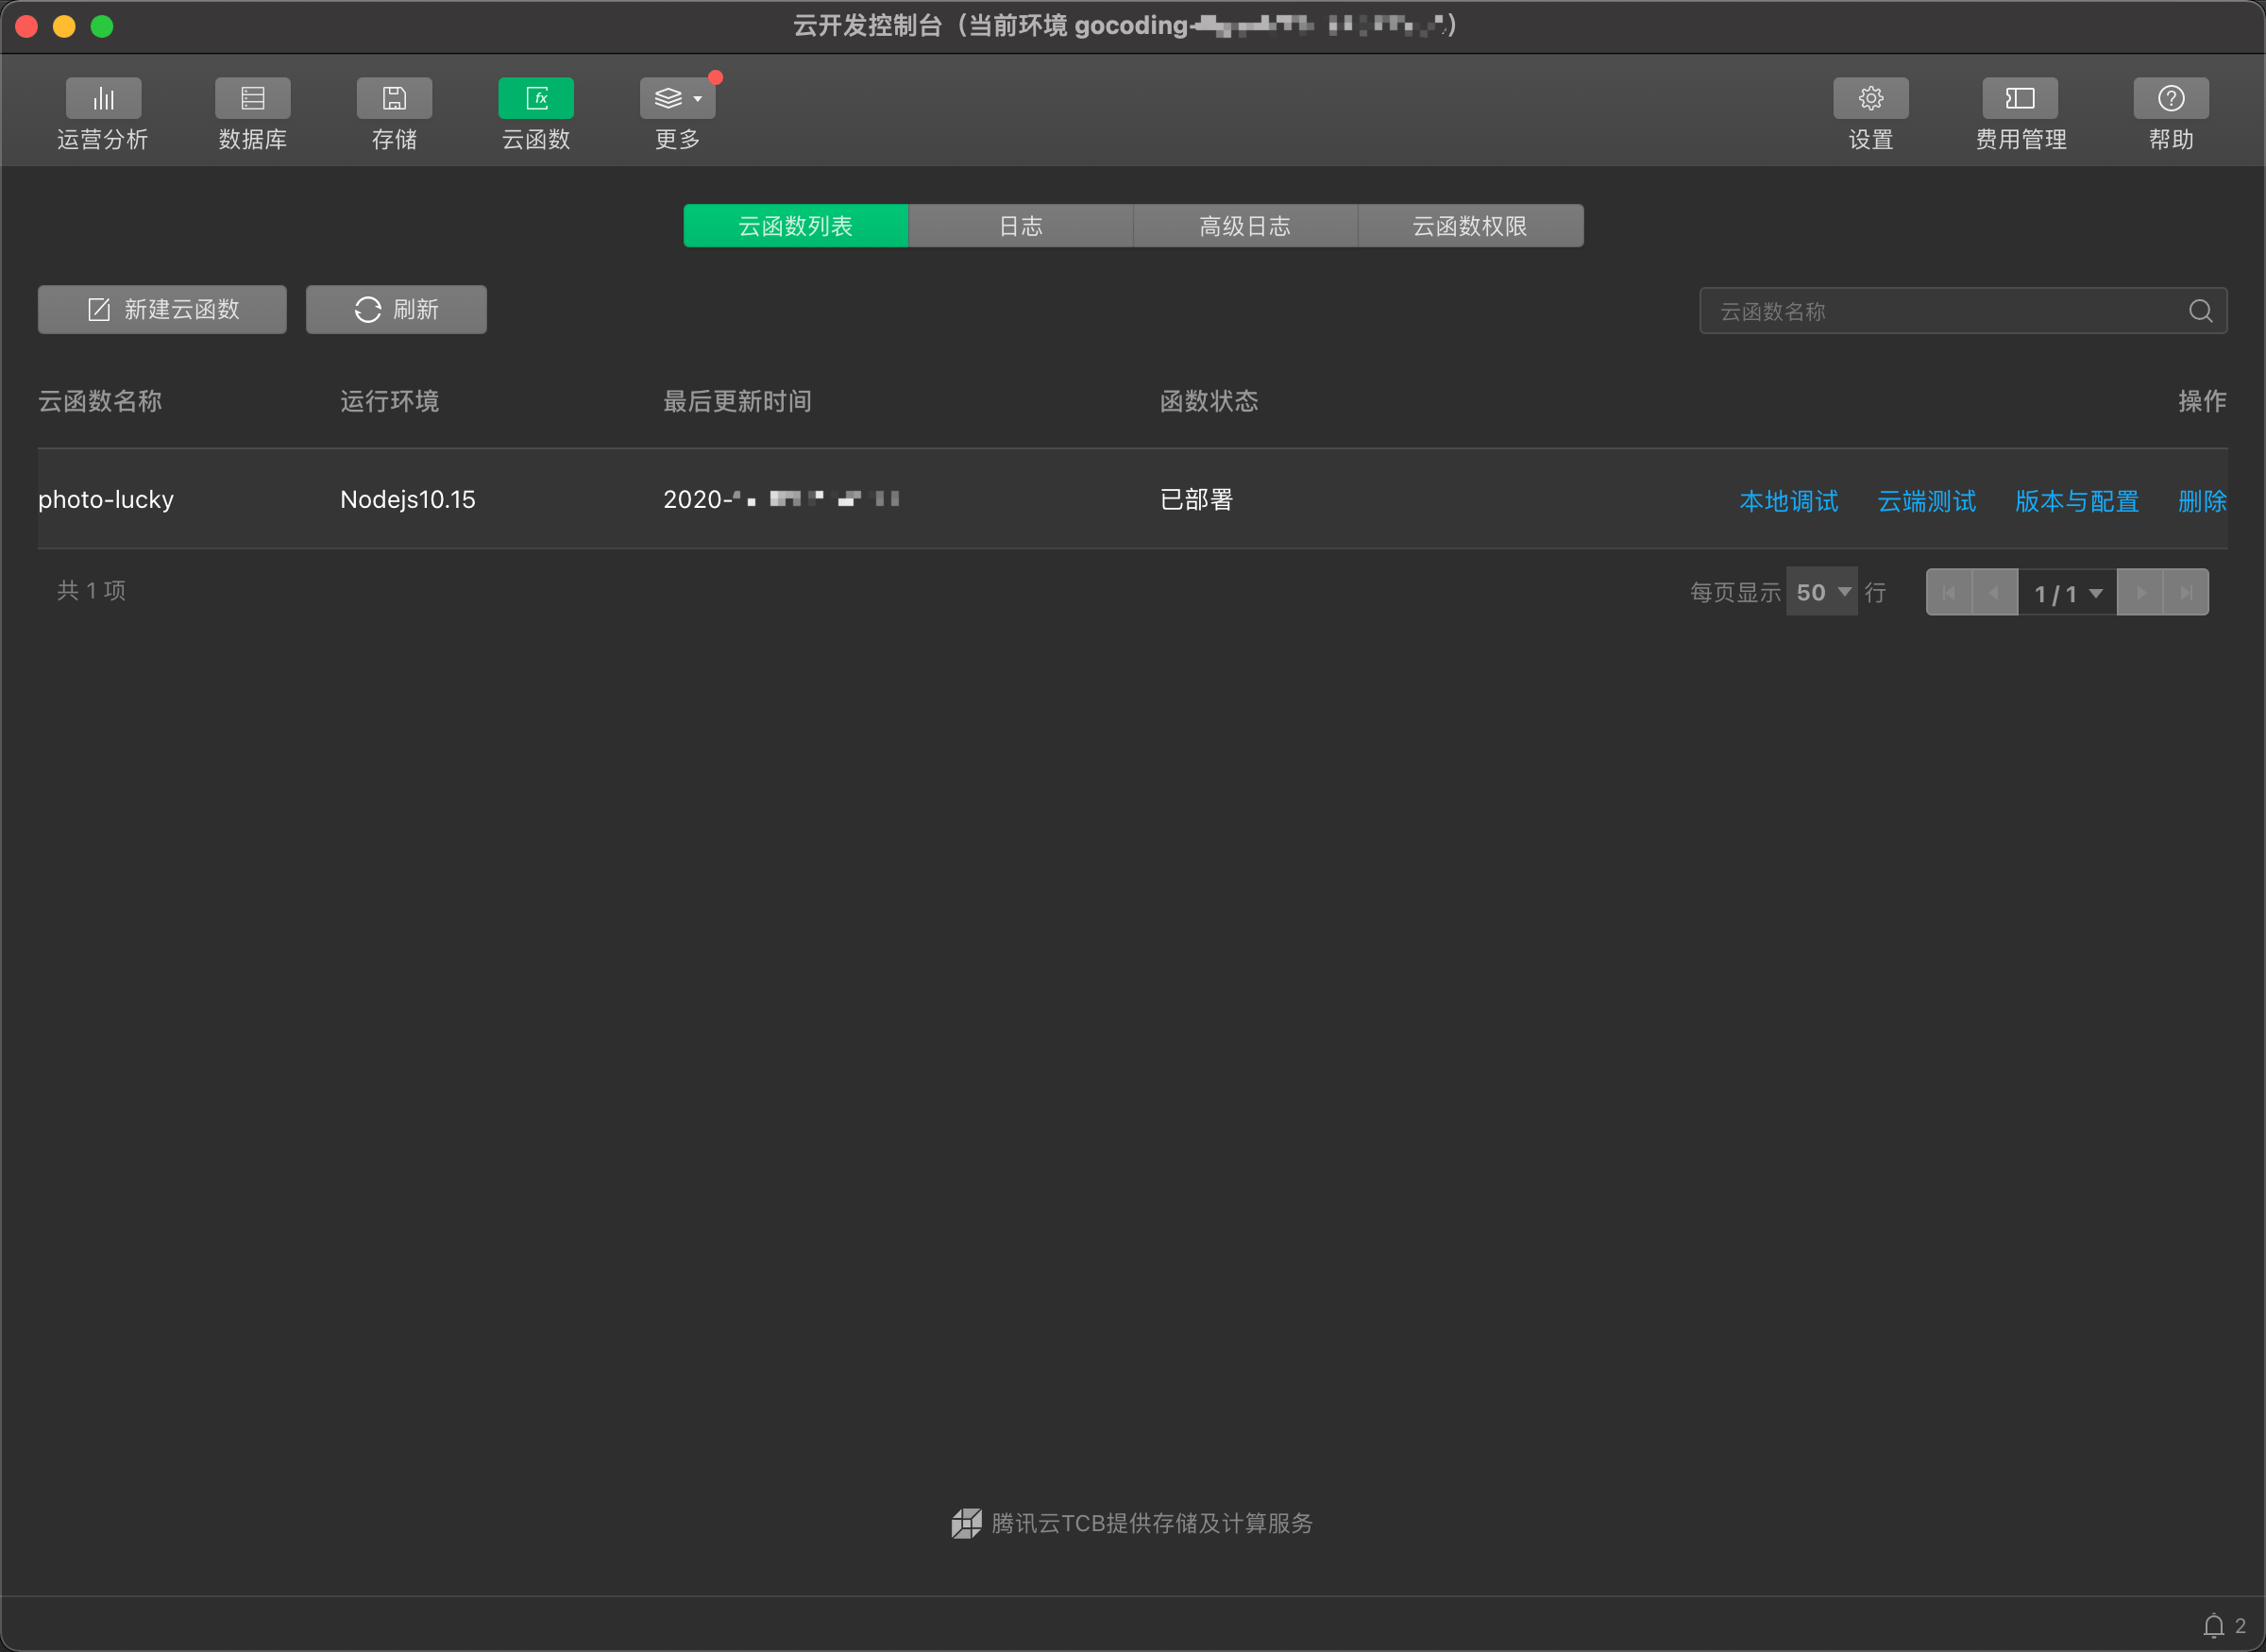 云开发控制台（当前环境 gocoding-
运营分析 数据库 存储 云函数 更多 设置 费用管理 帮助
云函数列表 日志 高级日志 云函数权限
新建云函数 刷新 云函数名称
云函数名称 运行环境 最后更新时间 函数状态 操作
photo-lucky Nodejs10.15 2020- 已部署 本地调试 云端测试 版本与配置 删除
共 1 项 每页显示 50 行 1 / 1
腾讯云TCB提供存储及计算服务
2